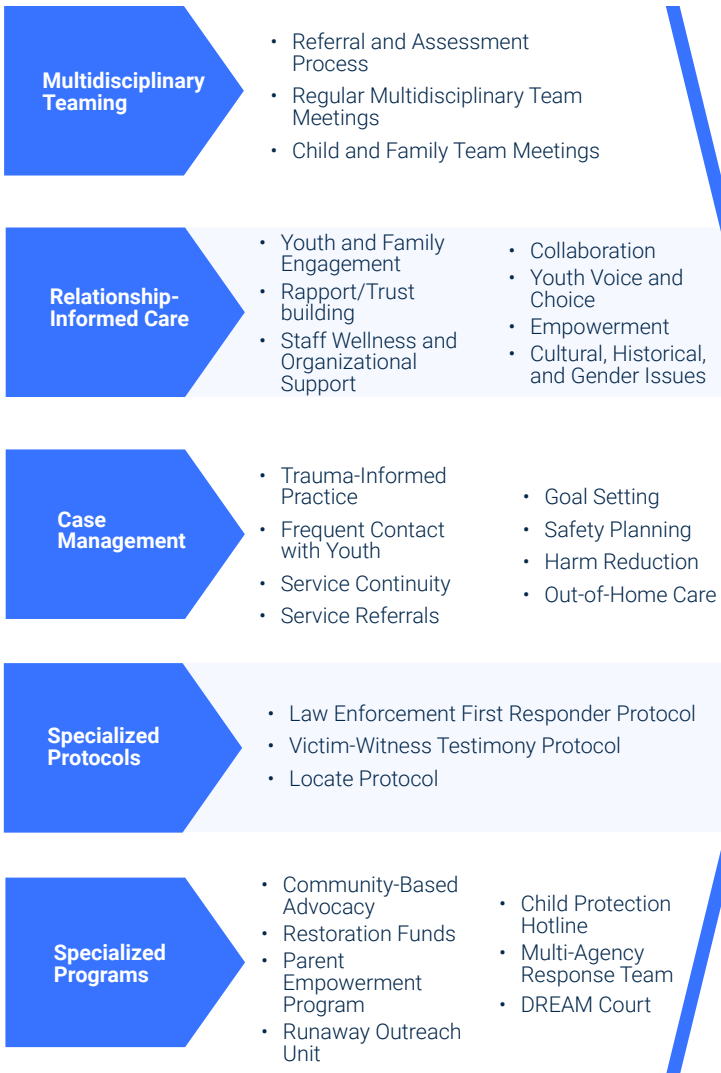 Multidisciplinary
Teaming
• Referral and Assessment
Process
• Regular Multidisciplinary Team
Meetings
• Child and Family Team Meetings
Relationship-
Informed Care
• Youth and Family
Engagement
• Rapport/Trust
building
• Staff Wellness and
Organizational
Support
• Collaboration
• Youth Voice and
Choice
• Empowerment
• Cultural, Historical,
and Gender Issues
Case
Management
• Trauma-Informed
Practice
• Frequent Contact
with Youth
• Service Continuity
• Service Referrals
• Goal Setting
• Safety Planning
• Harm Reduction
• Out-of-Home Care
Specialized
Protocols
• Law Enforcement First Responder Protocol
• Victim-Witness Testimony Protocol
• Locate Protocol
Specialized
Programs
• Community-Based
Advocacy
• Restoration Funds
• Parent
Empowerment
Program
• Runaway Outreach
Unit
• Child Protection
Hotline
• Multi-Agency
Response Team
• DREAM Court